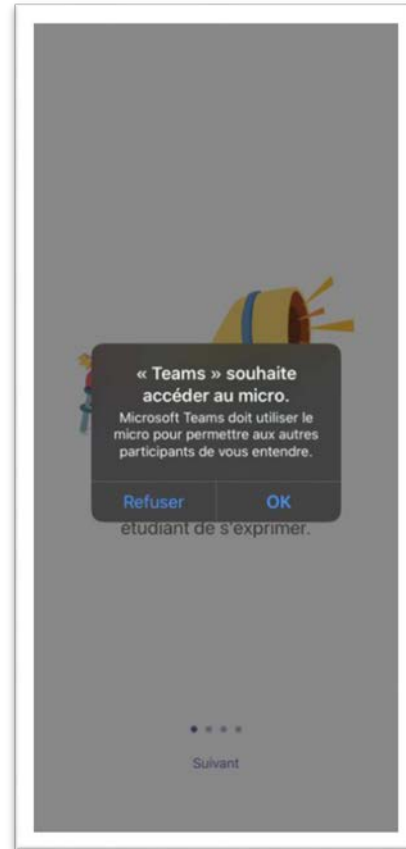 « Teams » souhaite
accéder au micro.
Microsoft Teams doit utiliser le
micro pour permettre aux autres
participants de vous entendre.
Refuser OK
étudiant de s'exprimer.
Suivant